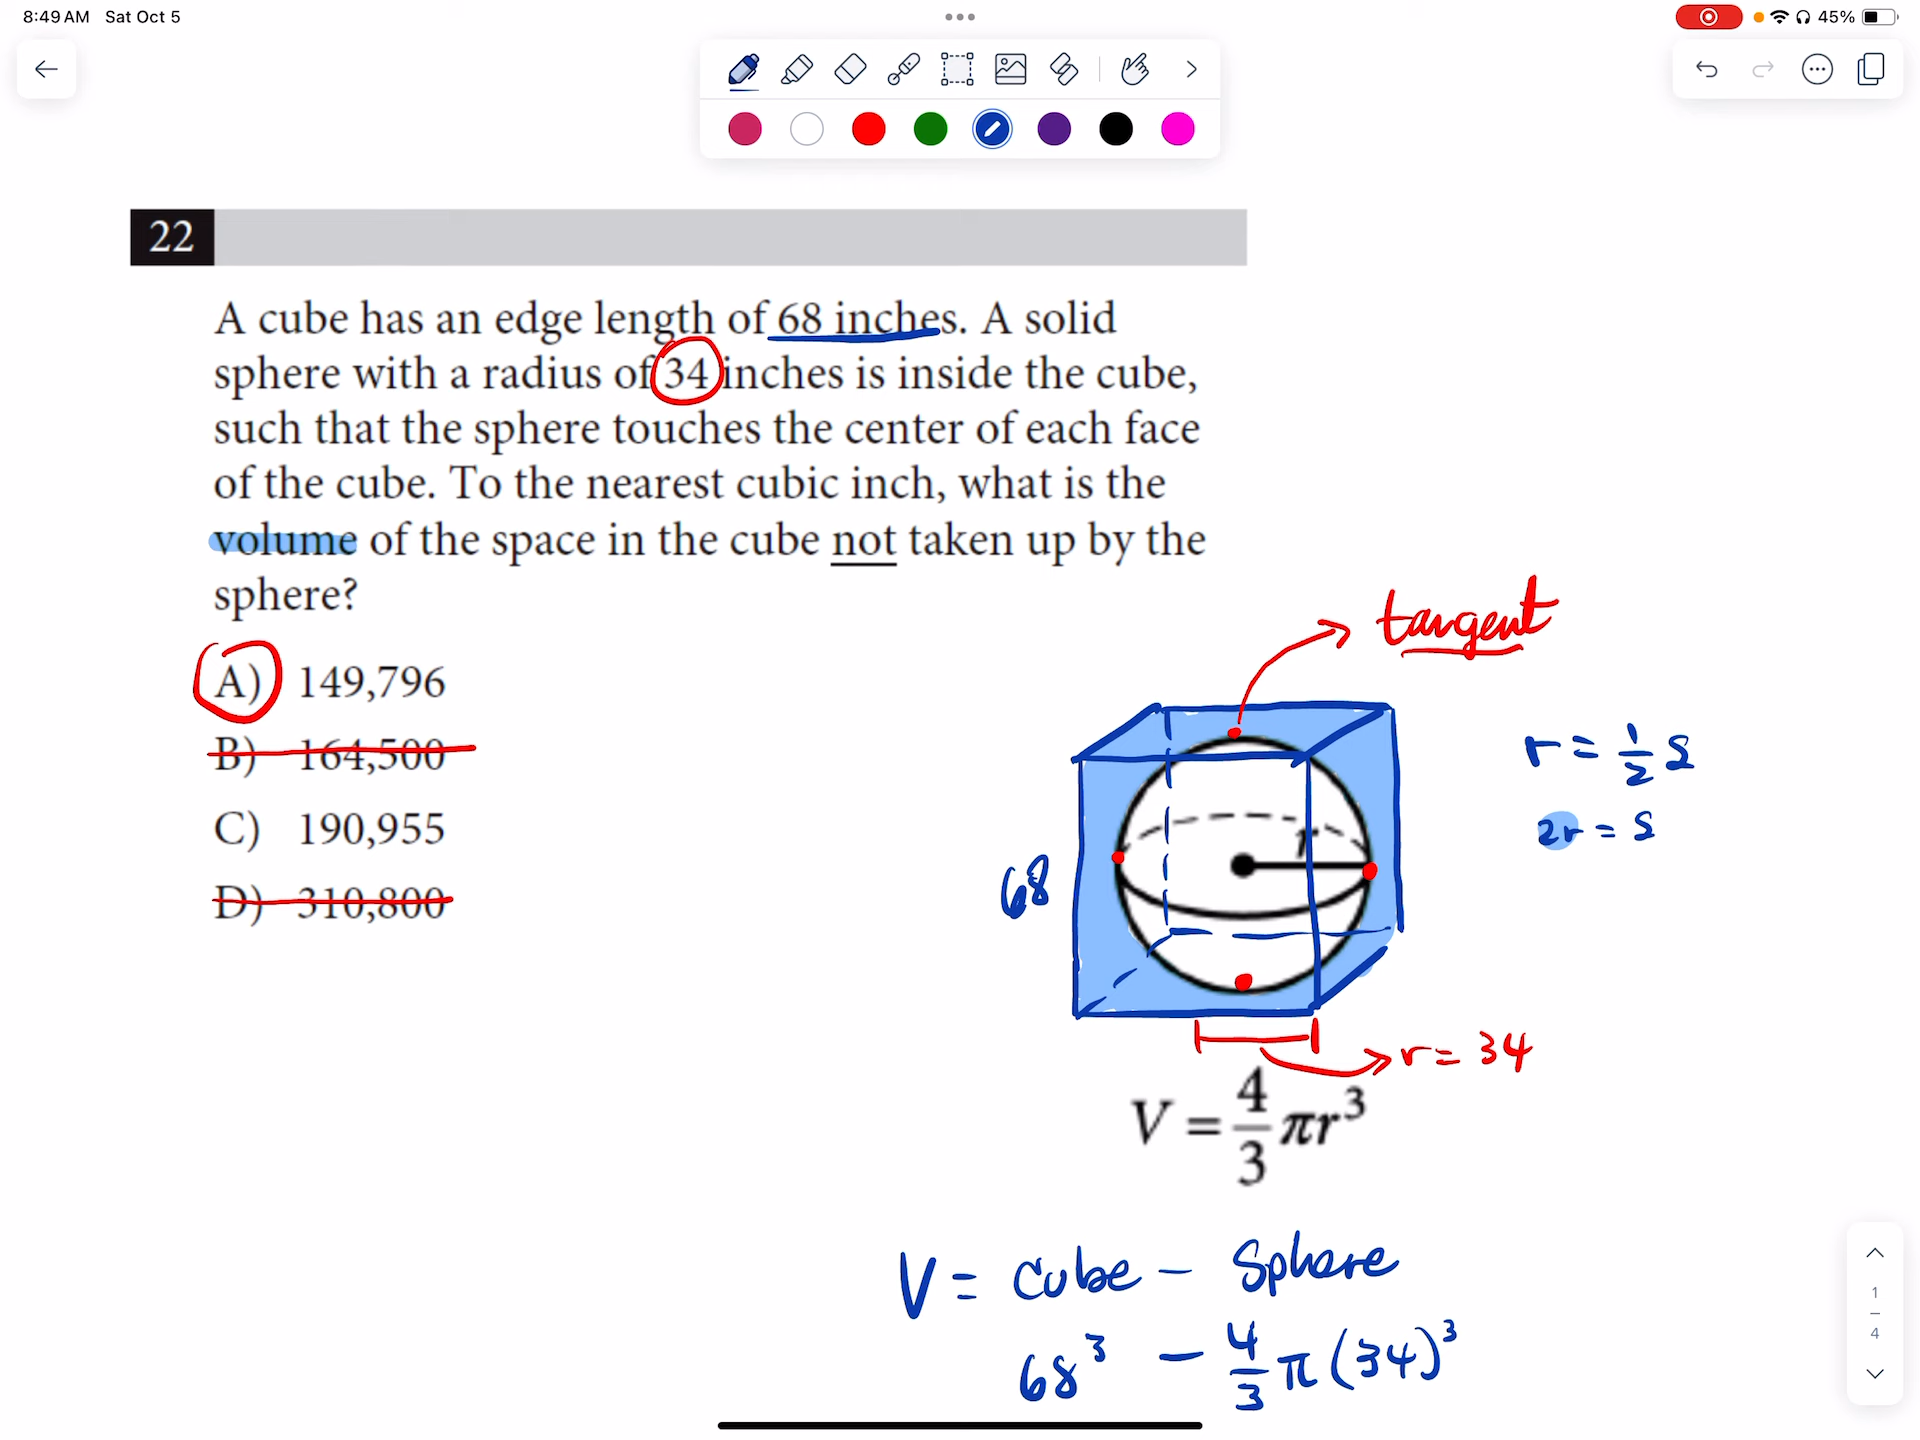 8:49 AM Sat Oct 5
45%
22
A cube has an edge length of 68 inches. A solid
sphere with a radius of 34 inches is inside the cube,
such that the sphere touches the center of each face
of the cube. To the nearest cubic inch, what is the
volume of the space in the cube not taken up by the
sphere?
A) 149,796
B) 164,500
C) 190,955
D) 310,800
tangent
r = 1/2 s
2r = s
r
68
r = 34
V = 4/3 πr³
V = Cube - Sphere
68³ - 4/3 π (34)³
1
4